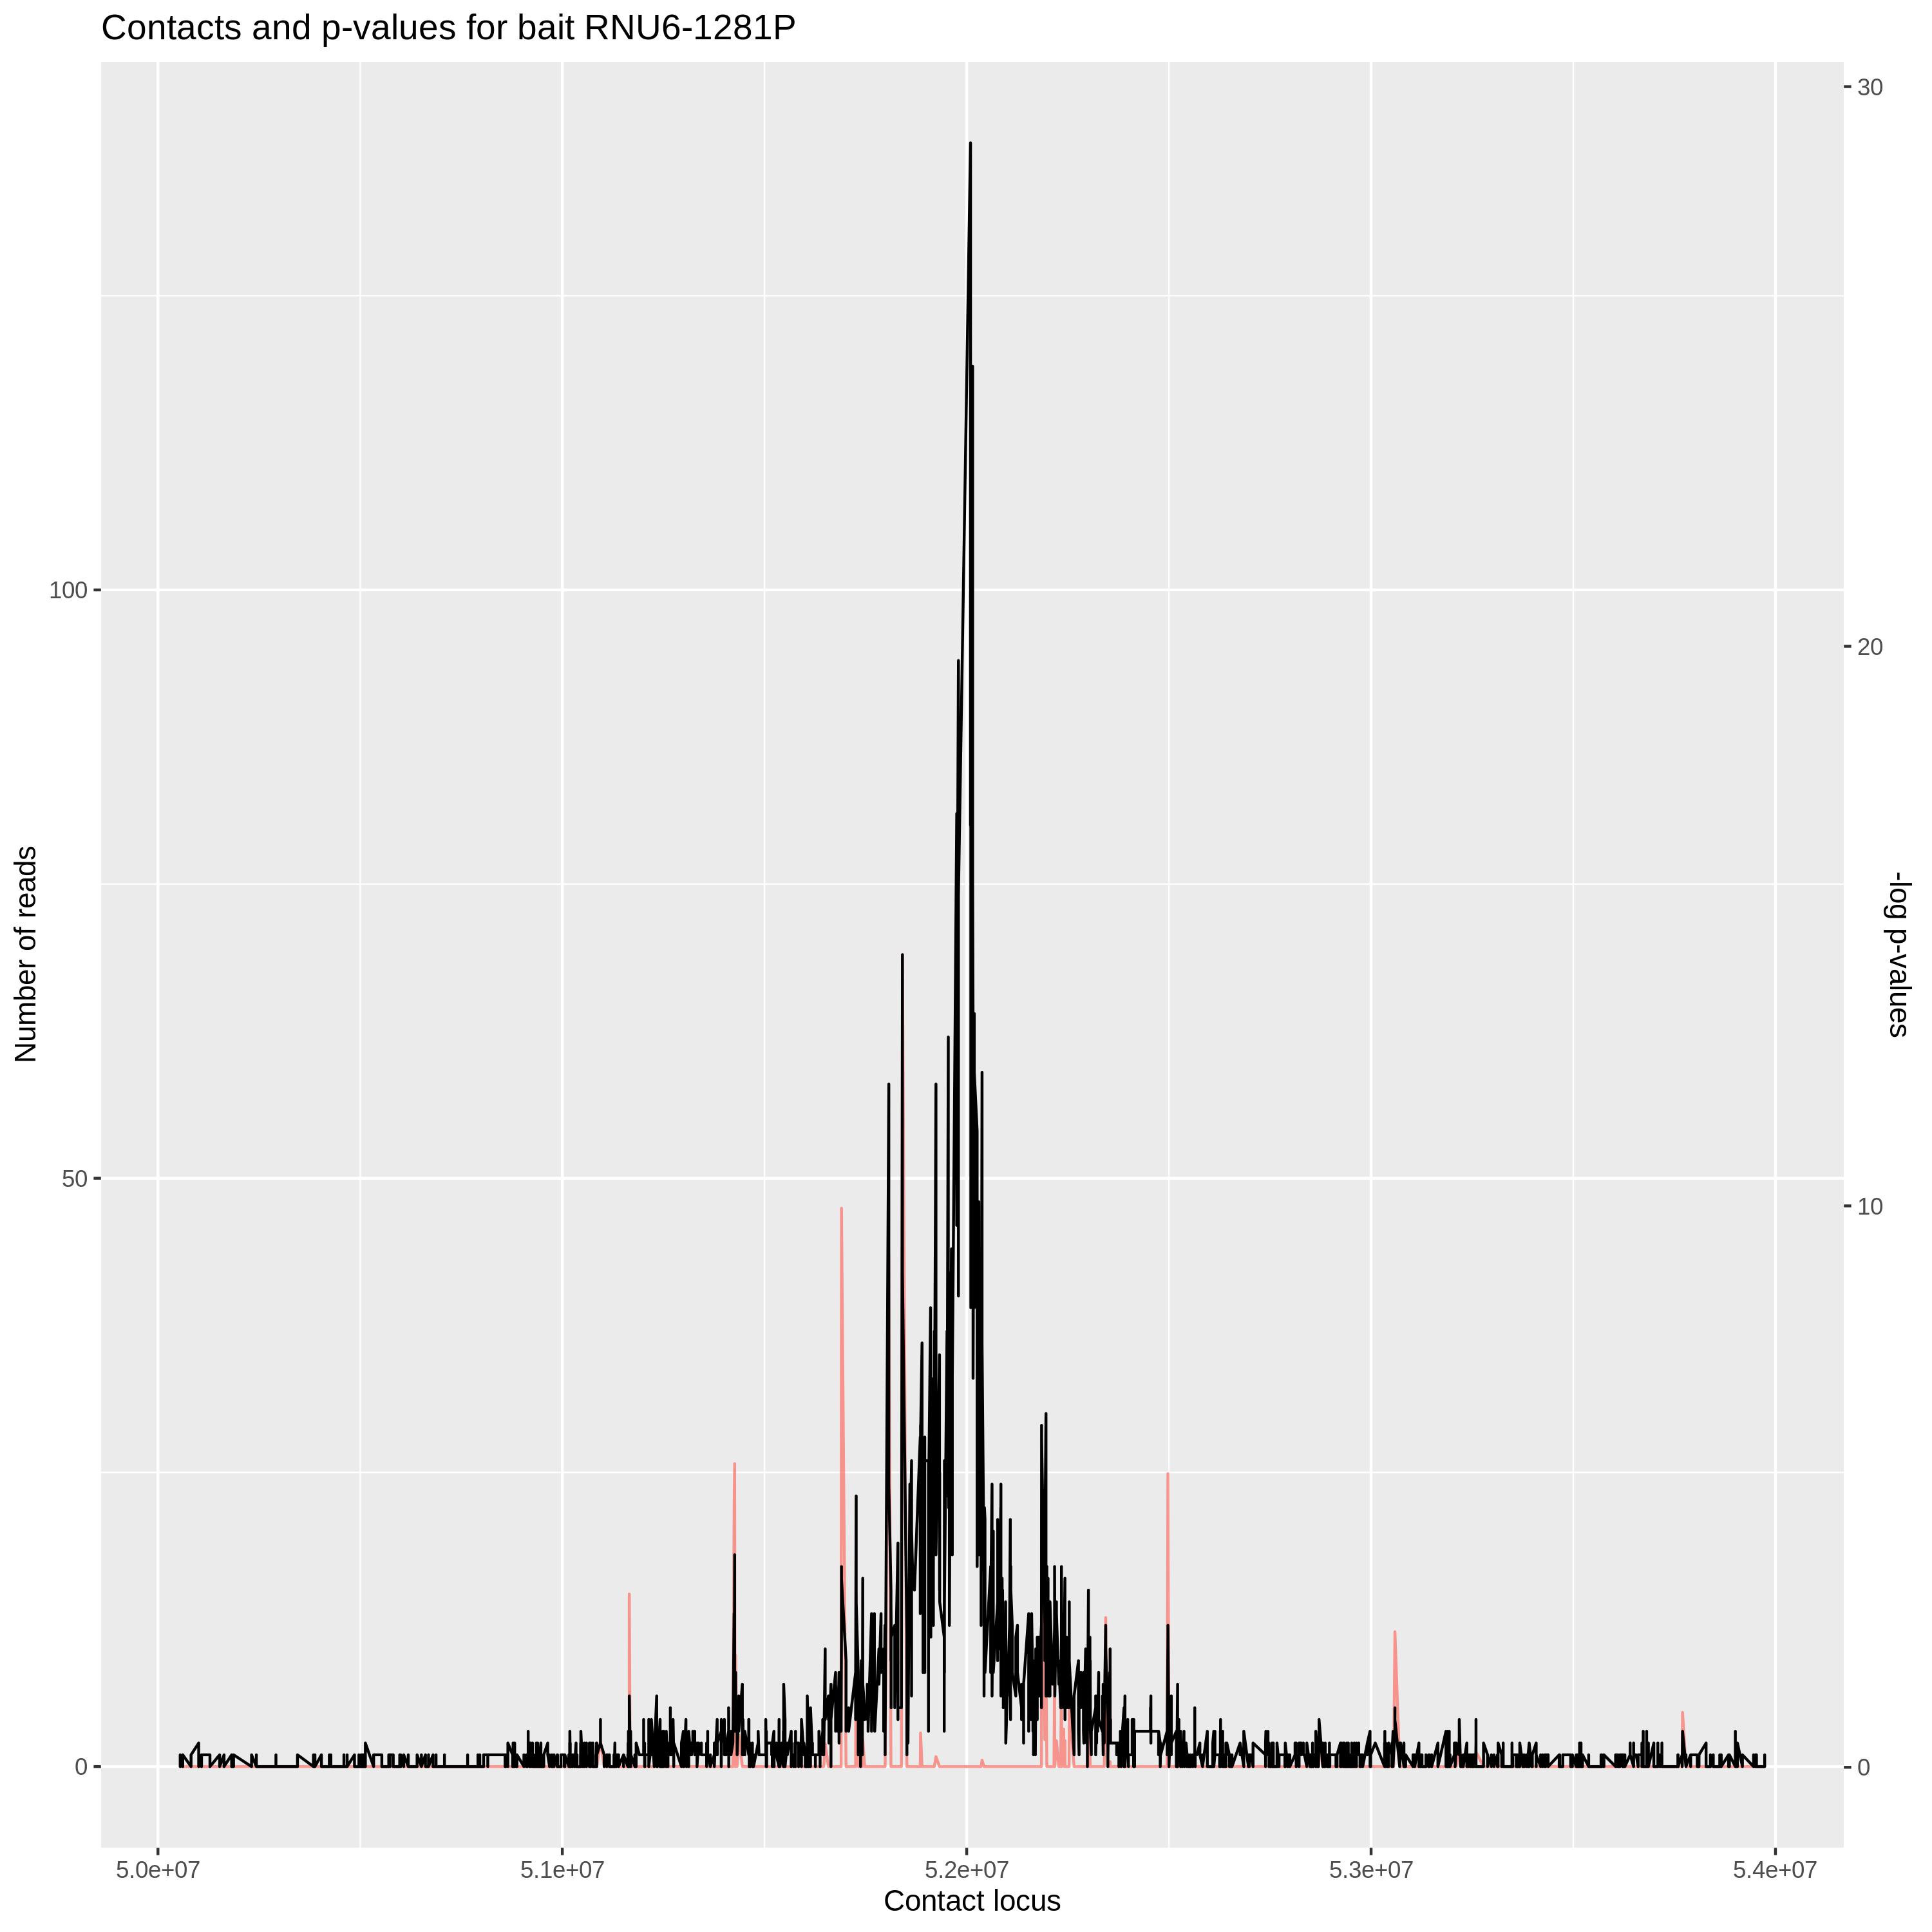 Contacts and p-values for bait RNU6-1281P
Number of reads
100
50
0
30
20
10
0
-log p-values
5.0e+07
5.1e+07
5.2e+07
5.3e+07
5.4e+07
Contact locus